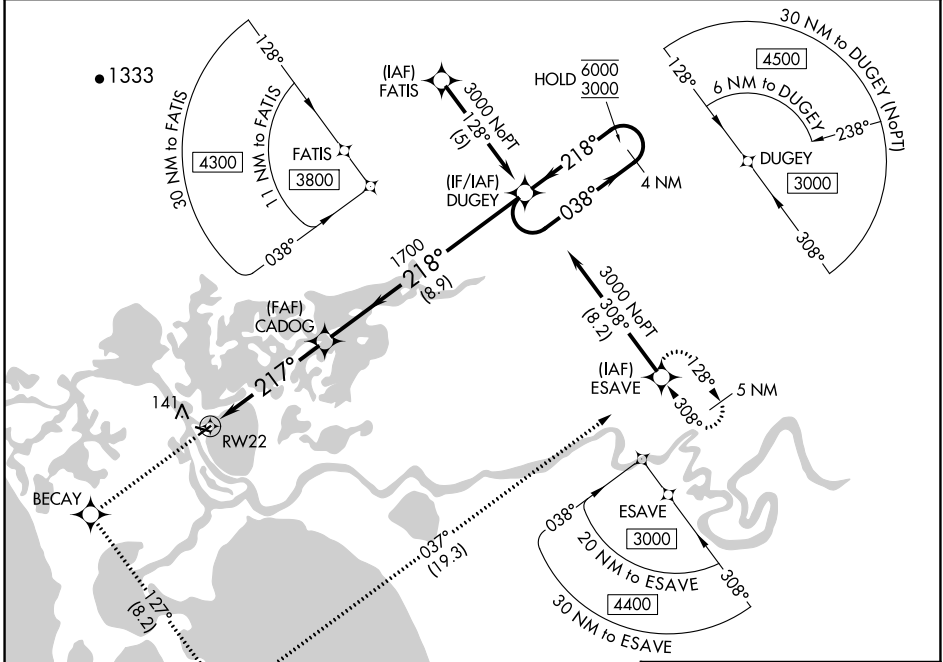 1333
128°
30 NM to FATIS
4300
11 NM to FATIS
3800
FATIS
038°
(IAF)
FATIS
3000 NoPT
128°
(5)
HOLD
6000
3000
218°
038°
4 NM
(IF/IAF)
DUGEY
30 NM to DUGEY (NoPT)
4500
128°
6 NM to DUGEY
238°
DUGEY
3000
308°
1700
218°
(8.9)
(FAF)
CADOG
217°
141
RW22
BECAY
127°
(8.2)
037°
(19.3)
3000 NoPT
308°
(8.2)
(IAF)
ESAVE
128°
308°
5 NM
038°
ESAVE
3000
20 NM to ESAVE
308°
4400
30 NM to ESAVE